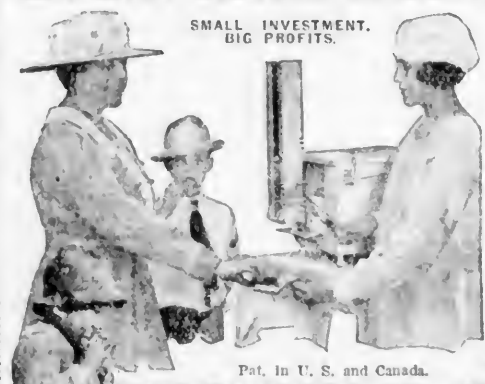 SMALL INVESTMENT.
BIG PROFITS.
Pat. in U. S. and Canada.